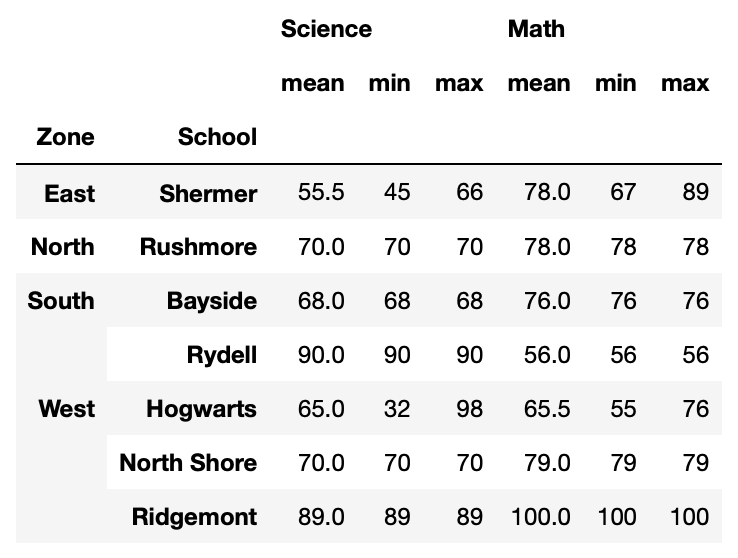 Science Math
mean min max mean min max
Zone School
East Shermer 55.5 45 66 78.0 67 89
North Rushmore 70.0 70 70 78.0 78 78
South Bayside 68.0 68 68 76.0 76 76
Rydell 90.0 90 90 56.0 56 56
West Hogwarts 65.0 32 98 65.5 55 76
North Shore 70.0 70 70 79.0 79 79
Ridgemont 89.0 89 89 100.0 100 100